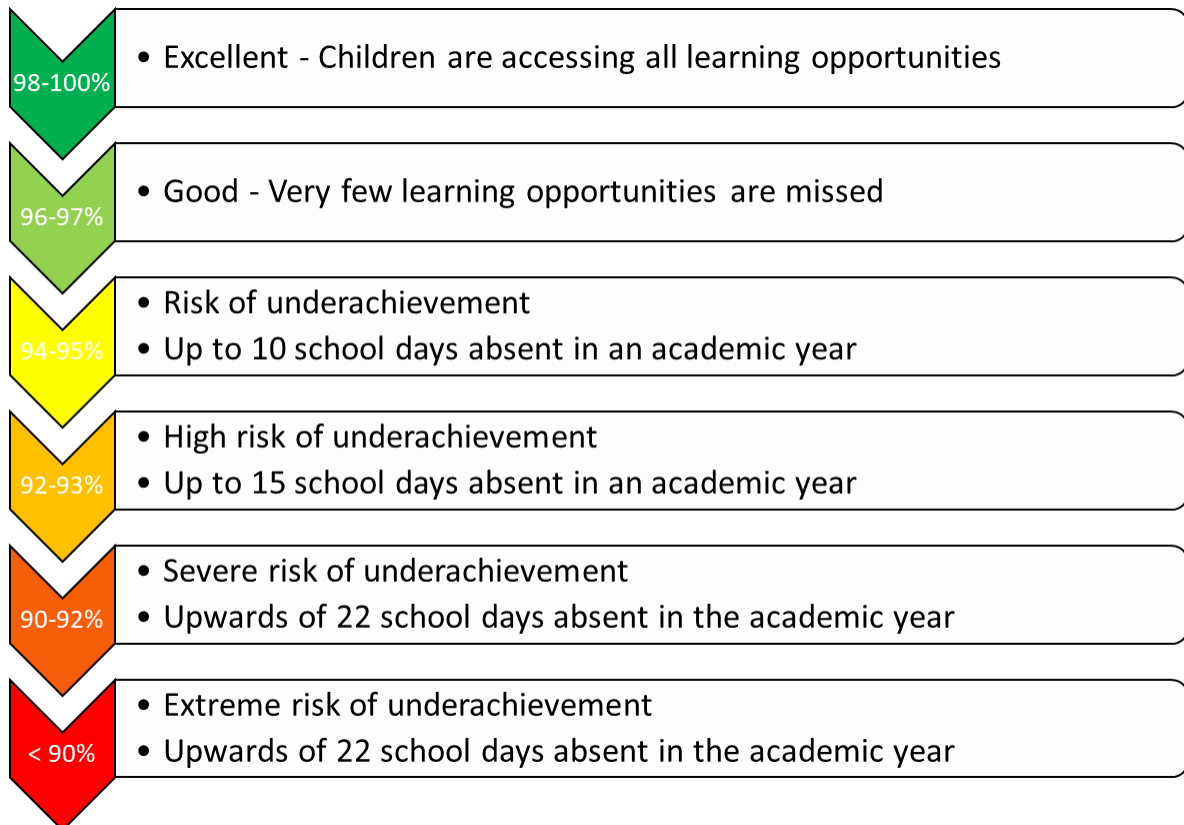 98-100%
• Excellent - Children are accessing all learning opportunities
96-97%
• Good - Very few learning opportunities are missed
94-95%
• Risk of underachievement
• Up to 10 school days absent in an academic year
92-93%
• High risk of underachievement
• Up to 15 school days absent in an academic year
90-92%
• Severe risk of underachievement
• Upwards of 22 school days absent in the academic year
< 90%
• Extreme risk of underachievement
• Upwards of 22 school days absent in the academic year